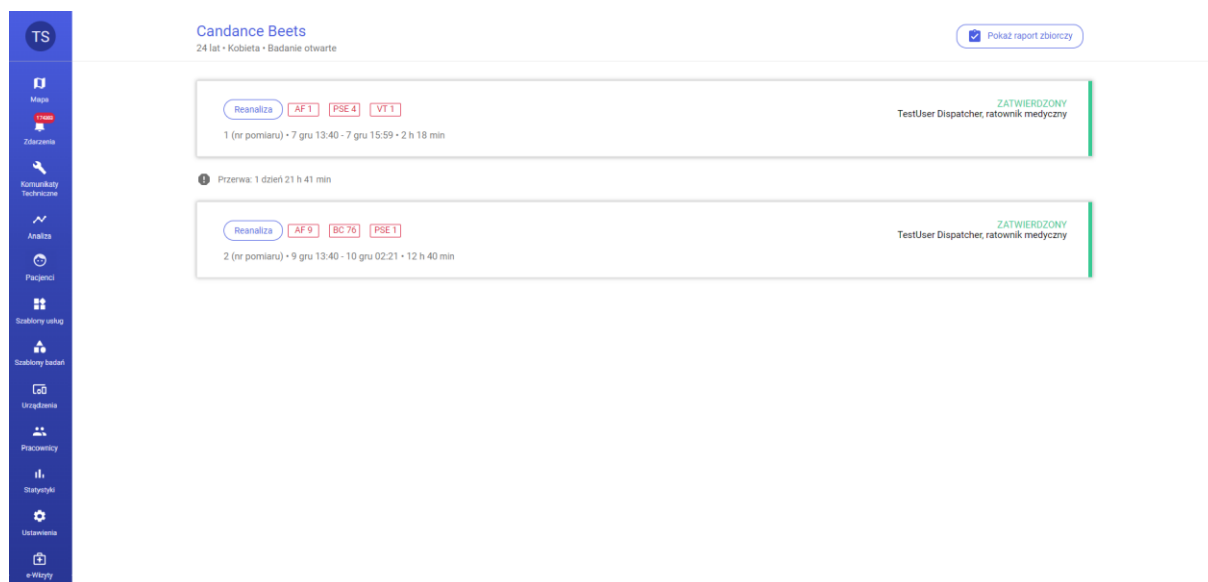 TS
Mapa
17480
Zdarzenia
Komunikaty
Techniczne
Analiza
Pacjenci
Szablony usług
Szablony badań
Urządzenia
Pracownicy
Statystyki
Ustawienia
e-Wizyty
Candance Beets
24 lat • Kobieta • Badanie otwarte
Pokaż raport zbiorczy
Reanaliza AF 1 PSE 4 VT 1
1 (nr pomiaru) • 7 gru 13:40 - 7 gru 15:59 • 2 h 18 min
ZATWIERDZONY
TestUser Dispatcher, ratownik medyczny
Przerwa: 1 dzień 21 h 41 min
Reanaliza AF 9 BC 76 PSE 1
2 (nr pomiaru) • 9 gru 13:40 - 10 gru 02:21 • 12 h 40 min
ZATWIERDZONY
TestUser Dispatcher, ratownik medyczny